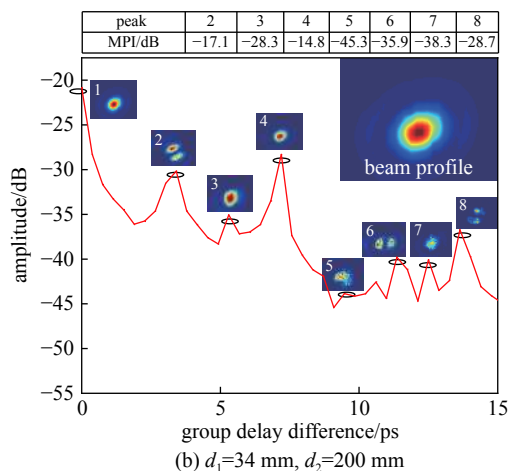 peak 2 3 4 5 6 7 8
MPI/dB −17.1 −28.3 −14.8 −45.3 −35.9 −38.3 −28.7
−20
−25
−30
−35
−40
−45
−50
−55
amplitude/dB
1
2
3
4
5
6
7
8
beam profile
0 5 10 15
group delay difference/ps
(b) d₁=34 mm, d₂=200 mm